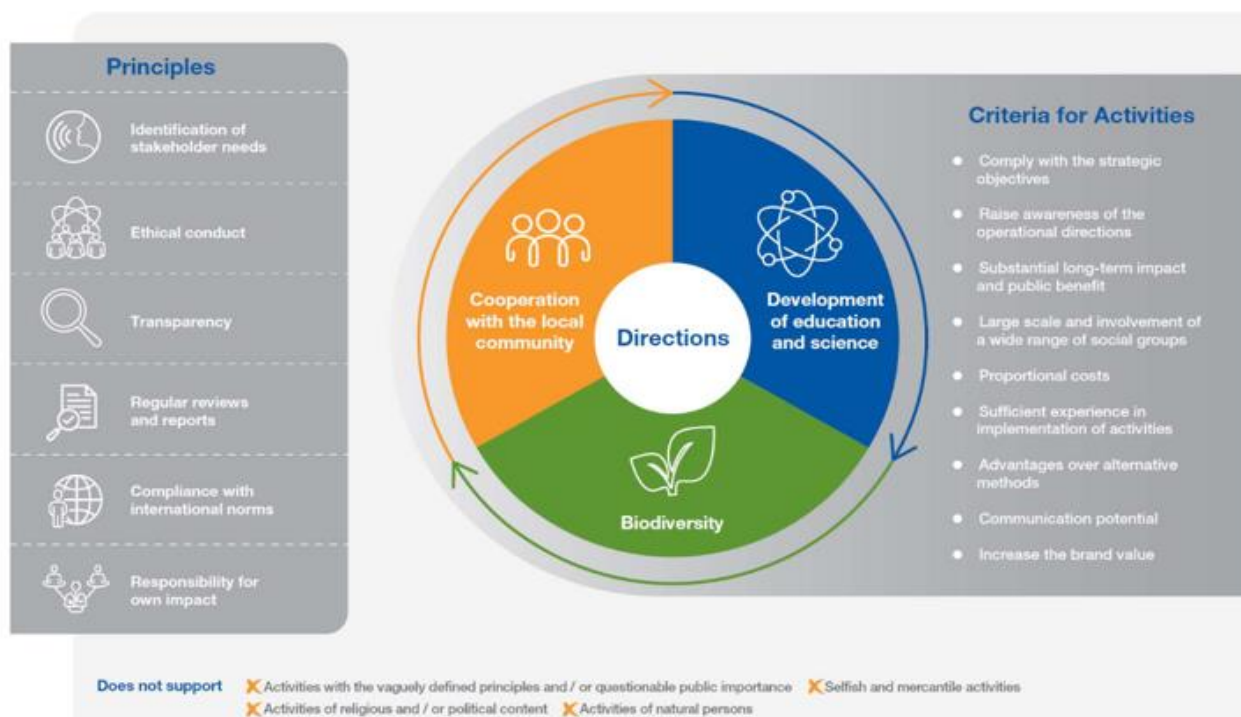 Principles
Identification of
stakeholder needs
Ethical conduct
Transparency
Regular reviews
and reports
Compliance with
international norms
Responsibility for
own impact
Cooperation
with the local
community
Directions
Development
of education
and science
Biodiversity
Criteria for Activities
Comply with the strategic
objectives
Raise awareness of the
operational directions
Substantial long-term impact
and public benefit
Large scale and involvement of
a wide range of social groups
Proportional costs
Sufficient experience in
implementation of activities
Advantages over alternative
methods
Communication potential
Increase the brand value
Does not support
Activities with the vaguely defined principles and / or questionable public importance
Selfish and mercantile activities
Activities of religious and / or political content
Activities of natural persons